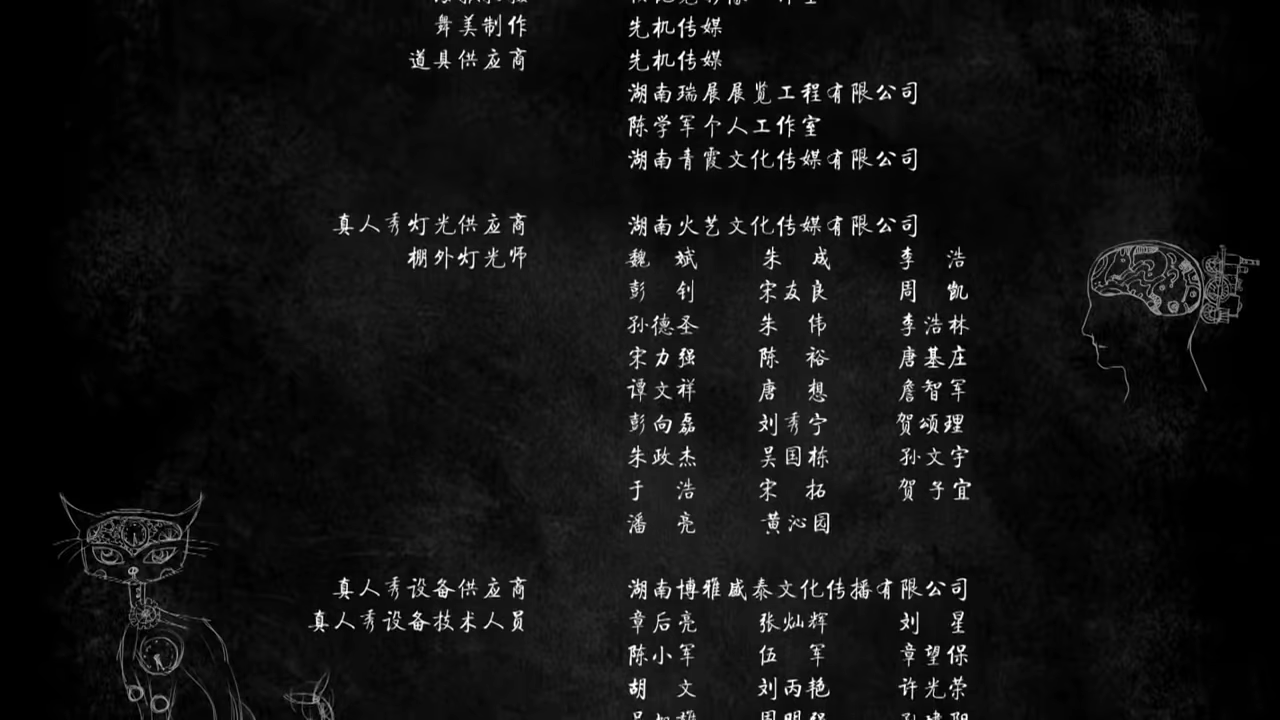 舞美制作 先机传媒
道具供应商 先机传媒
湖南瑞展展览工程有限公司
陈学军个人工作室
湖南青霞文化传媒有限公司
真人秀灯光供应商 湖南火艺文化传媒有限公司
棚外灯光师 魏 斌 朱 成 李 浩
彭 钊 宋友良 周 凯
孙德圣 朱 伟 李浩林
宋力强 陈 裕 唐基庄
谭文祥 唐 想 詹智军
彭向磊 刘秀宁 贺颂理
朱政杰 吴国栋 孙文宇
于 浩 宋 拓 贺子宜
潘 亮 黄沁园
真人秀设备供应商 湖南博雅威泰文化传播有限公司
真人秀设备技术人员 章后亮 张灿辉 刘 星
陈小军 伍 军 章望保
胡 文 刘丙艳 许光荣